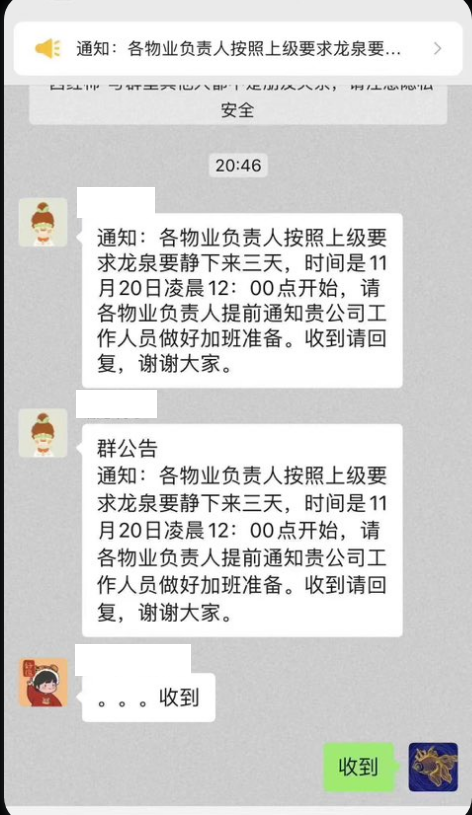 通知：各物业负责人按照上级要求龙泉要...
安全
20:46
通知：各物业负责人按照上级要
求龙泉要静下来三天，时间是11
月20日凌晨12：00点开始，请
各物业负责人提前通知贵公司工
作人员做好加班准备。收到请回
复，谢谢大家。
群公告
通知：各物业负责人按照上级要
求龙泉要静下来三天，时间是11
月20日凌晨12：00点开始，请
各物业负责人提前通知贵公司工
作人员做好加班准备。收到请回
复，谢谢大家。
。。。收到
收到